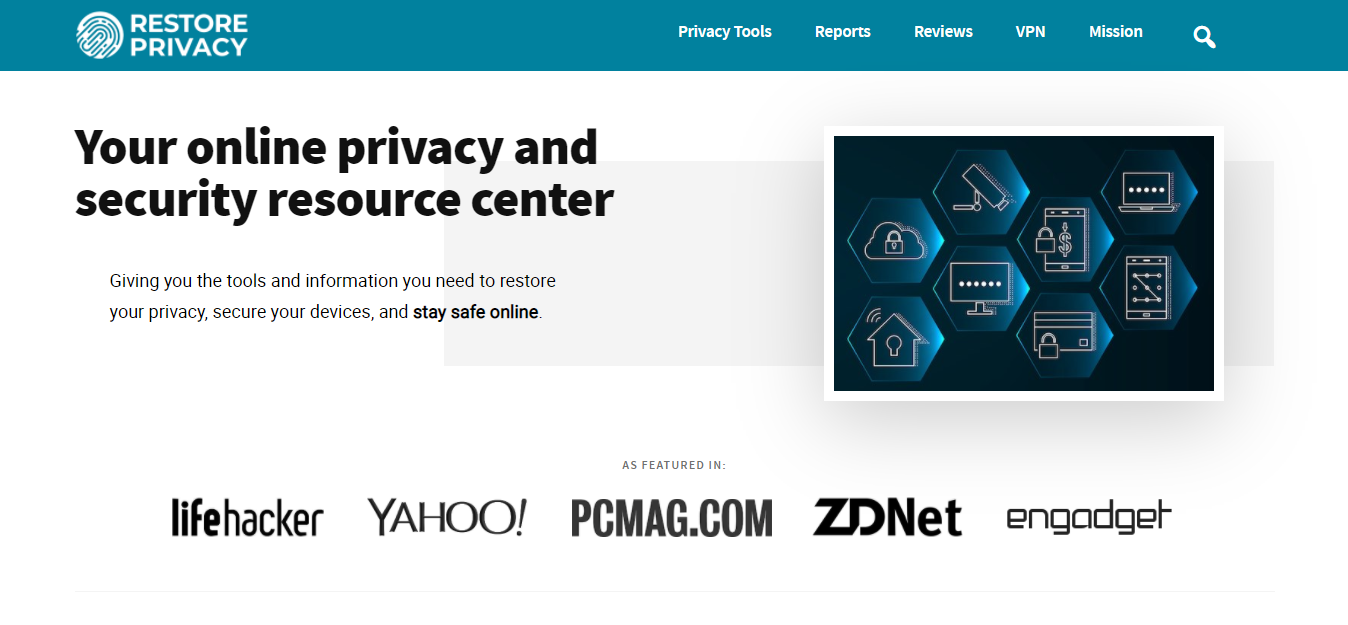 RESTORE
PRIVACY
Privacy Tools Reports Reviews VPN Mission
Your online privacy and
security resource center
Giving you the tools and information you need to restore
your privacy, secure your devices, and stay safe online.
AS FEATURED IN:
lifehacker YAHOO! PCMAG.COM ZDNet engadget